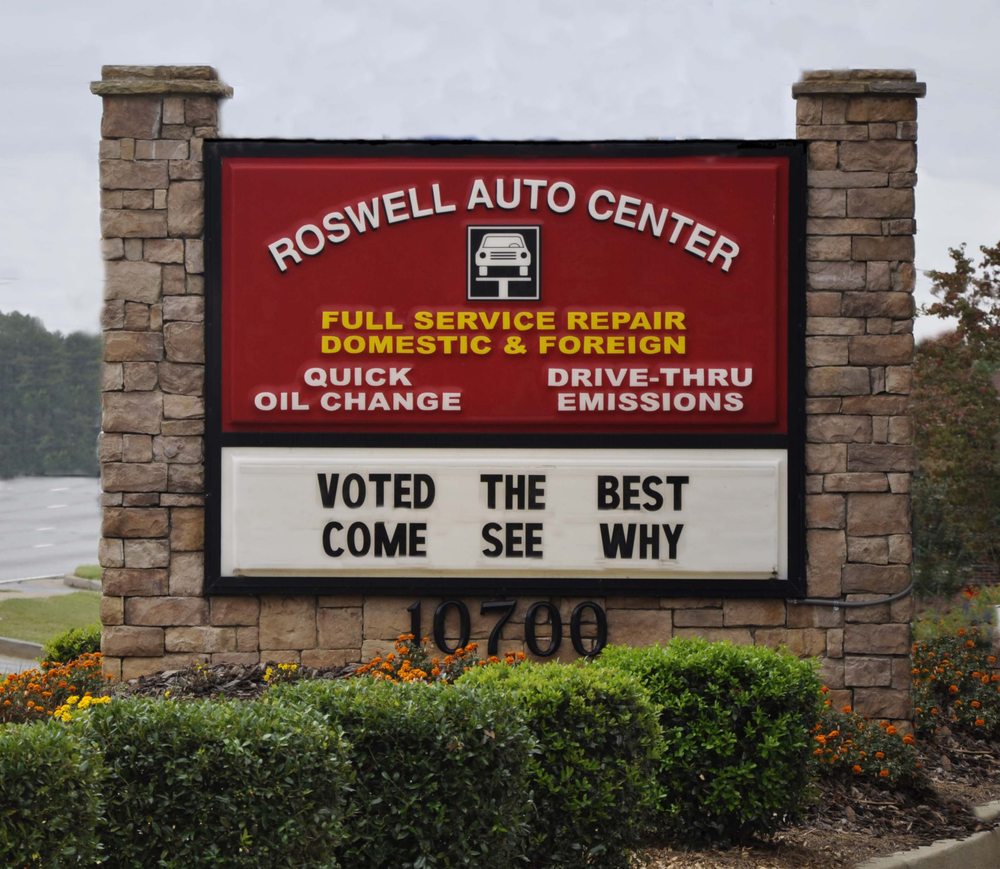 ROSWELL AUTO CENTER
FULL SERVICE REPAIR
DOMESTIC & FOREIGN
QUICK
OIL CHANGE
DRIVE-THRU
EMISSIONS
VOTED THE BEST
COME SEE WHY
10700